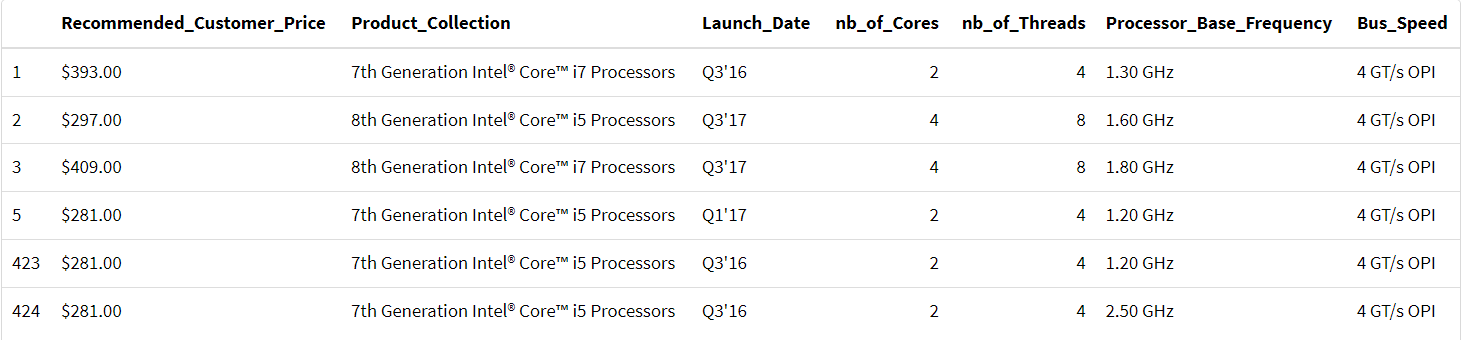 Recommended_Customer_Price Product_Collection Launch_Date nb_of_Cores nb_of_Threads Processor_Base_Frequency Bus_Speed
1 $393.00 7th Generation Intel® Core™ i7 Processors Q3'16 2 4 1.30 GHz 4 GT/s OPI
2 $297.00 8th Generation Intel® Core™ i5 Processors Q3'17 4 8 1.60 GHz 4 GT/s OPI
3 $409.00 8th Generation Intel® Core™ i7 Processors Q3'17 4 8 1.80 GHz 4 GT/s OPI
5 $281.00 7th Generation Intel® Core™ i5 Processors Q1'17 2 4 1.20 GHz 4 GT/s OPI
423 $281.00 7th Generation Intel® Core™ i5 Processors Q3'16 2 4 1.20 GHz 4 GT/s OPI
424 $281.00 7th Generation Intel® Core™ i5 Processors Q3'16 2 4 2.50 GHz 4 GT/s OPI